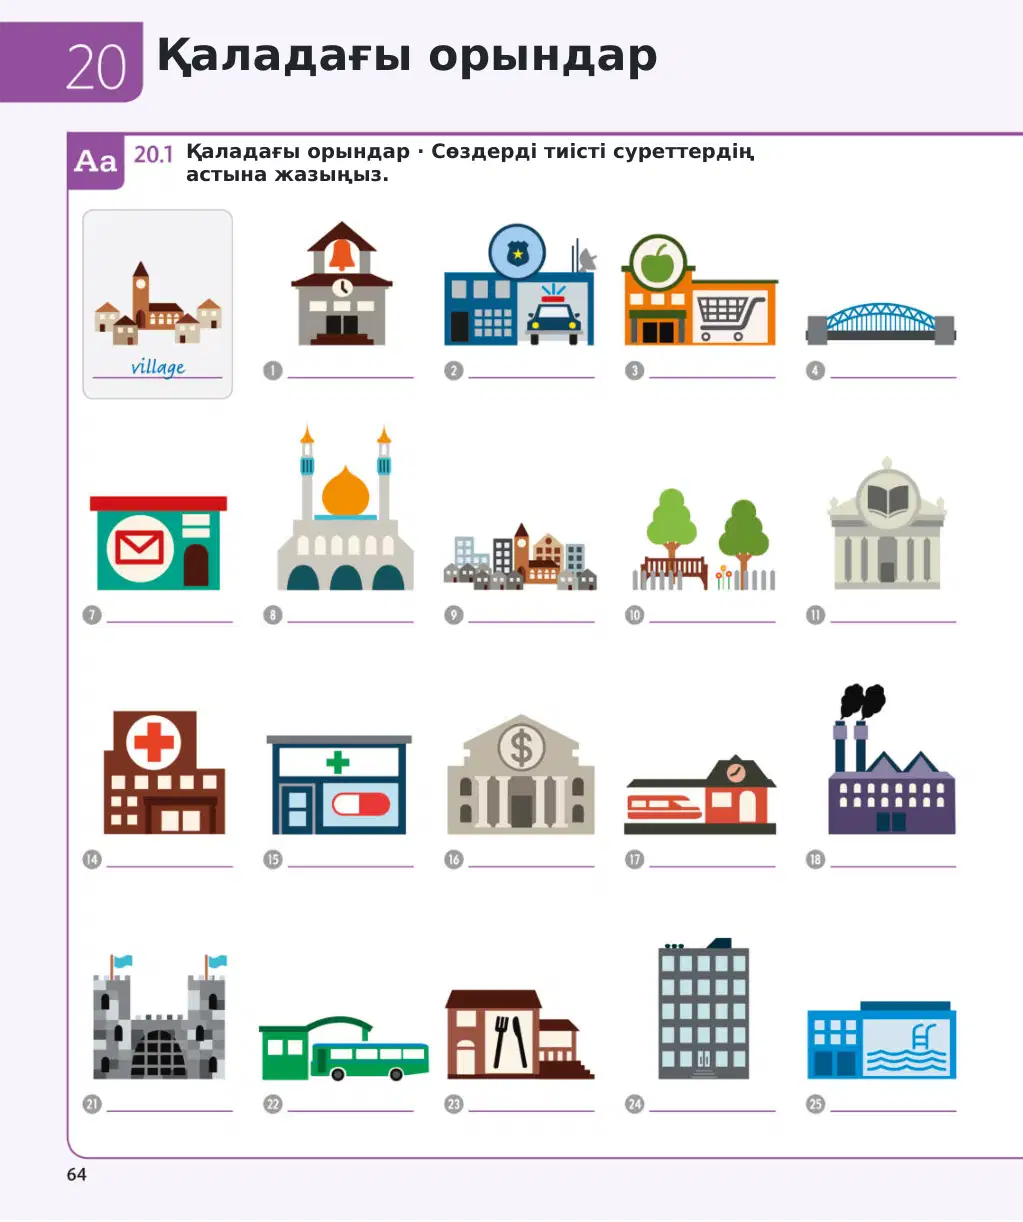 20 Қаладағы орындар
Aa 20.1 Қаладағы орындар · Сөздерді тиісті суреттердің
астына жазыңыз.
village
1 2 3 4
7 8 9 10 11
$
14 15 16 17 18
21 22 23 24 25
64